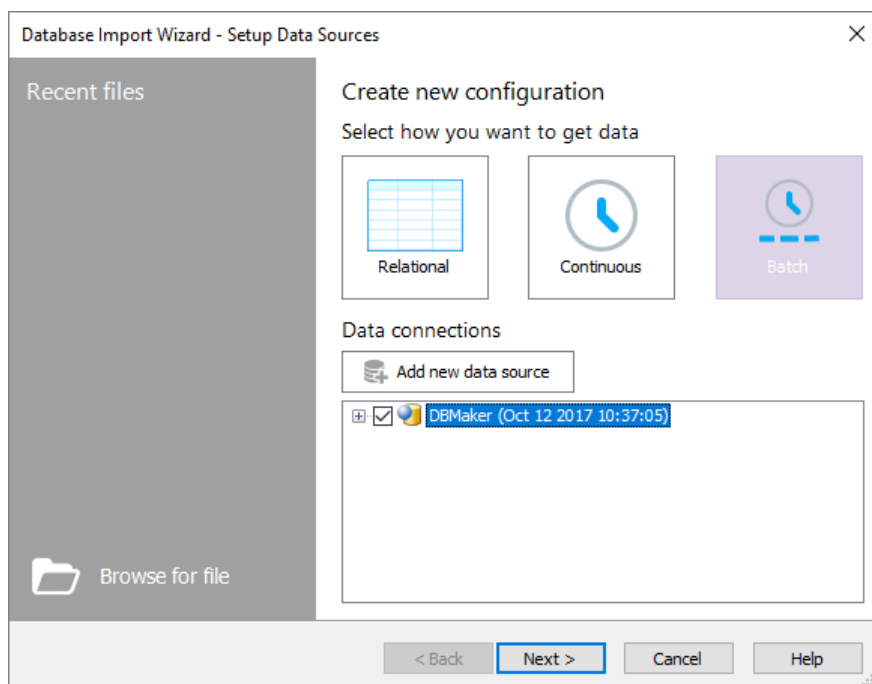 Database Import Wizard - Setup Data Sources
Recent files
Create new configuration
Select how you want to get data
Relational
Continuous
Batch
Data connections
Add new data source
DBMaker (Oct 12 2017 10:37:05)
Browse for file
< Back
Next >
Cancel
Help